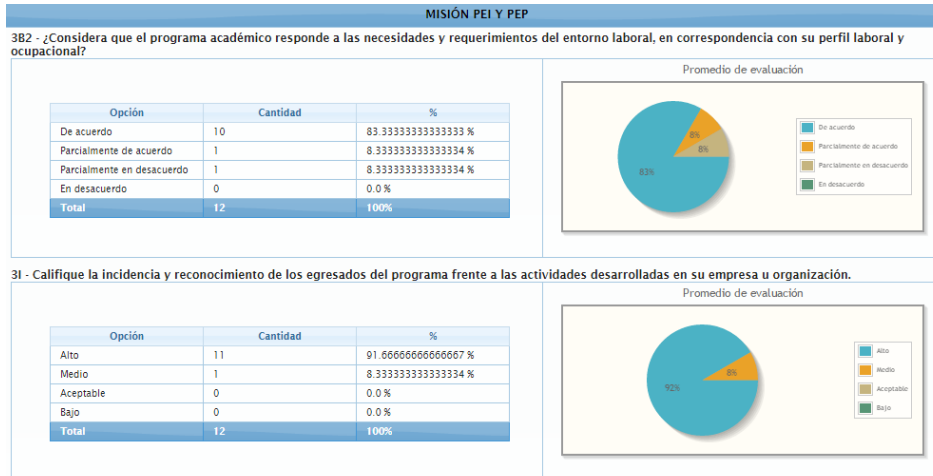 MISIÓN PEI Y PEP
3B2 - ¿Considera que el programa académico responde a las necesidades y requerimientos del entorno laboral, en correspondencia con su perfil laboral y
ocupacional?
Opción Cantidad %
De acuerdo 10 83.33333333333333 %
Parcialmente de acuerdo 1 8.333333333333334 %
Parcialmente en desacuerdo 1 8.333333333333334 %
En desacuerdo 0 0.0 %
Total 12 100%
Promedio de evaluación
8%
8%
83%
De acuerdo
Parcialmente de acuerdo
Parcialmente en desacuerdo
En desacuerdo
3I - Califique la incidencia y reconocimiento de los egresados del programa frente a las actividades desarrolladas en su empresa u organización.
Opción Cantidad %
Alto 11 91.66666666666667 %
Medio 1 8.333333333333334 %
Aceptable 0 0.0 %
Bajo 0 0.0 %
Total 12 100%
Promedio de evaluación
8%
92%
Alto
Medio
Aceptable
Bajo